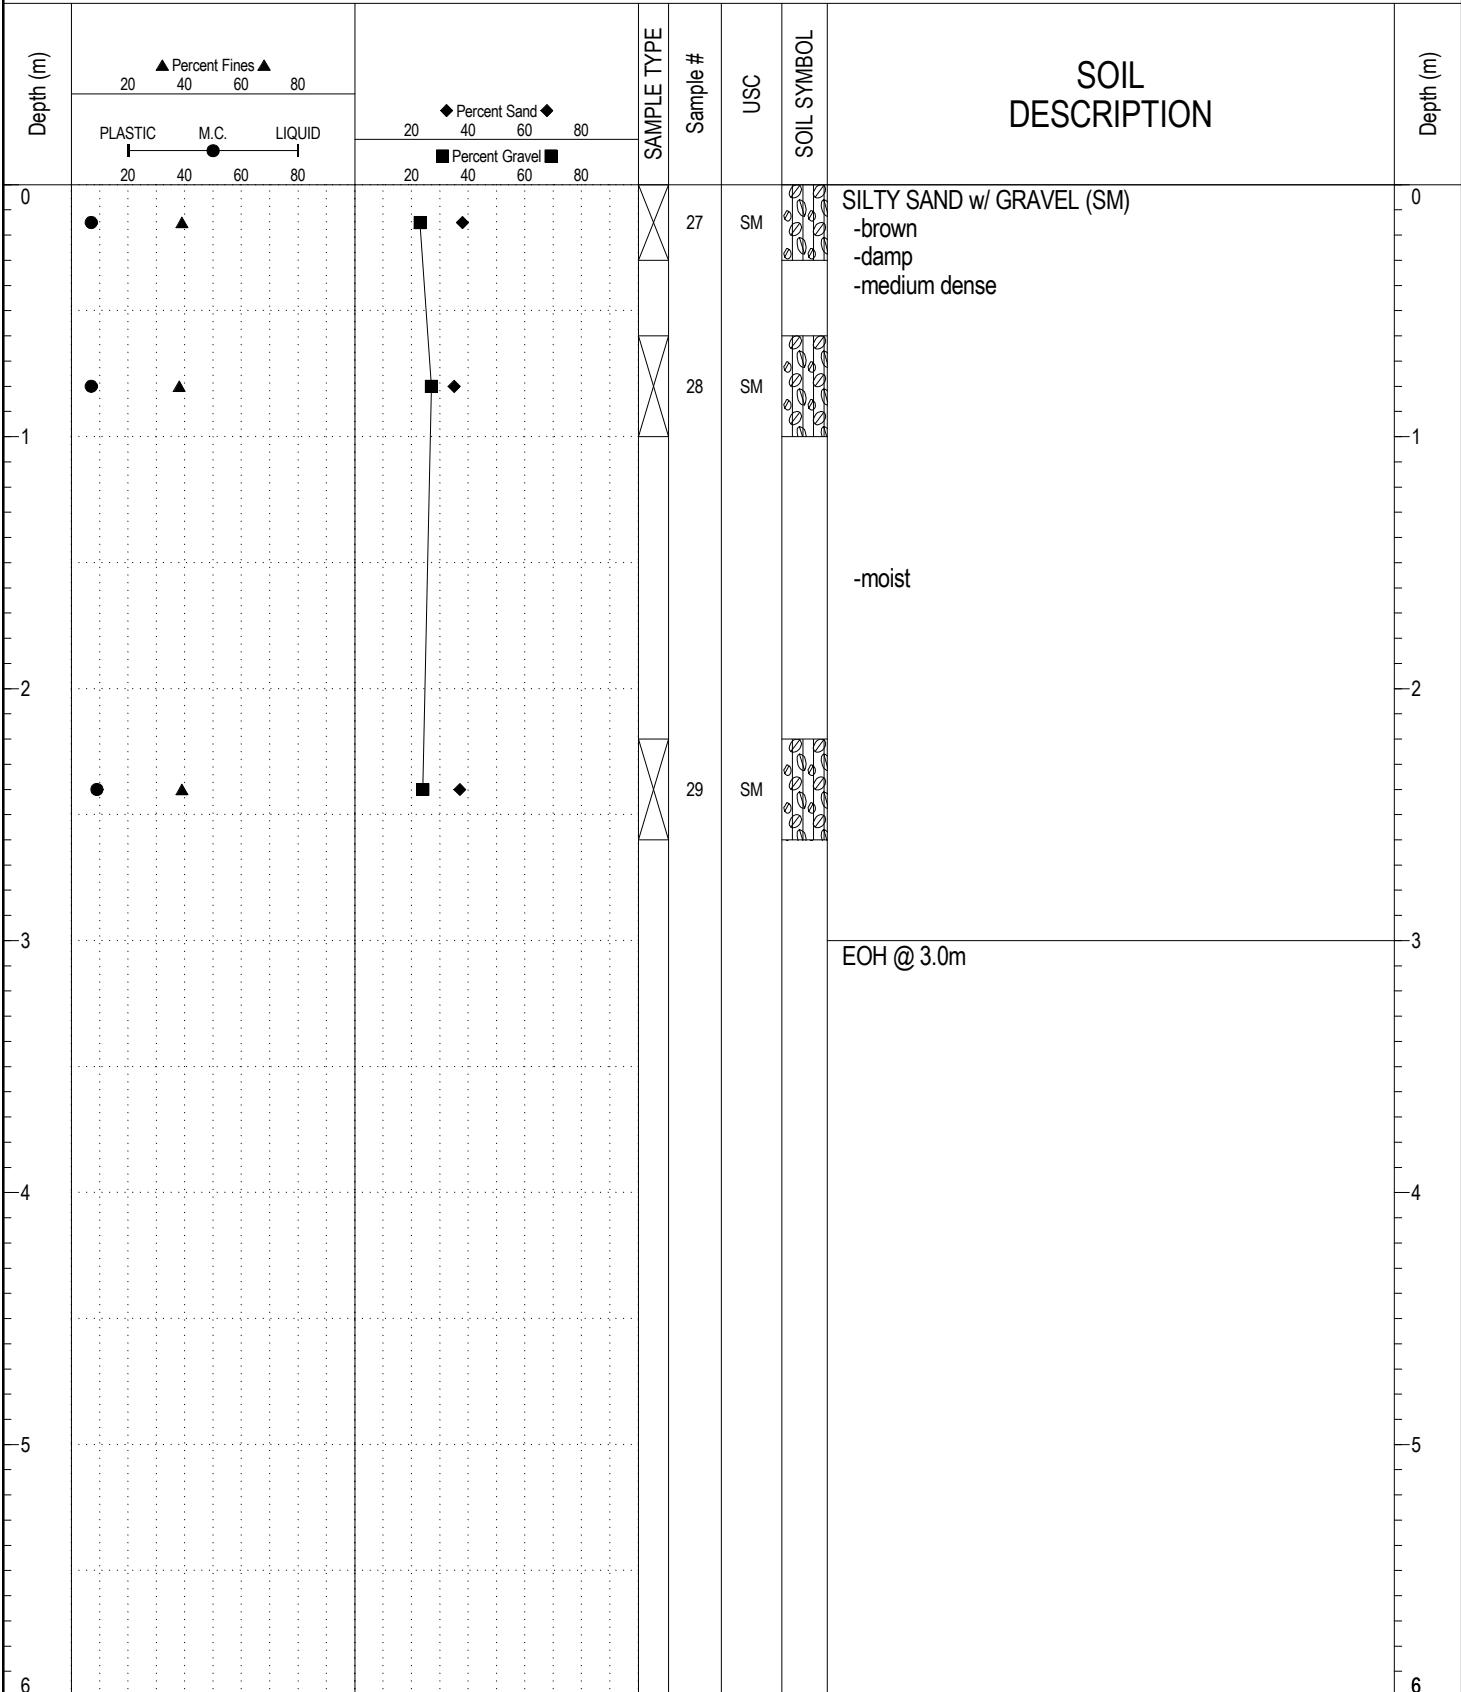 Depth (m)
▲ Percent Fines ▲
20 40 60 80
PLASTIC M.C. LIQUID
20 40 60 80
◆ Percent Sand ◆
20 40 60 80
■ Percent Gravel ■
20 40 60 80
SAMPLE TYPE
Sample #
USC
SOIL SYMBOL
SOIL
DESCRIPTION
Depth (m)
0 0
SILTY SAND w/ GRAVEL (SM)
27 SM -brown
-damp
-medium dense
28 SM
1 1
-moist
2 2
29 SM
3 3
EOH @ 3.0m
4 4
5 5
6 6